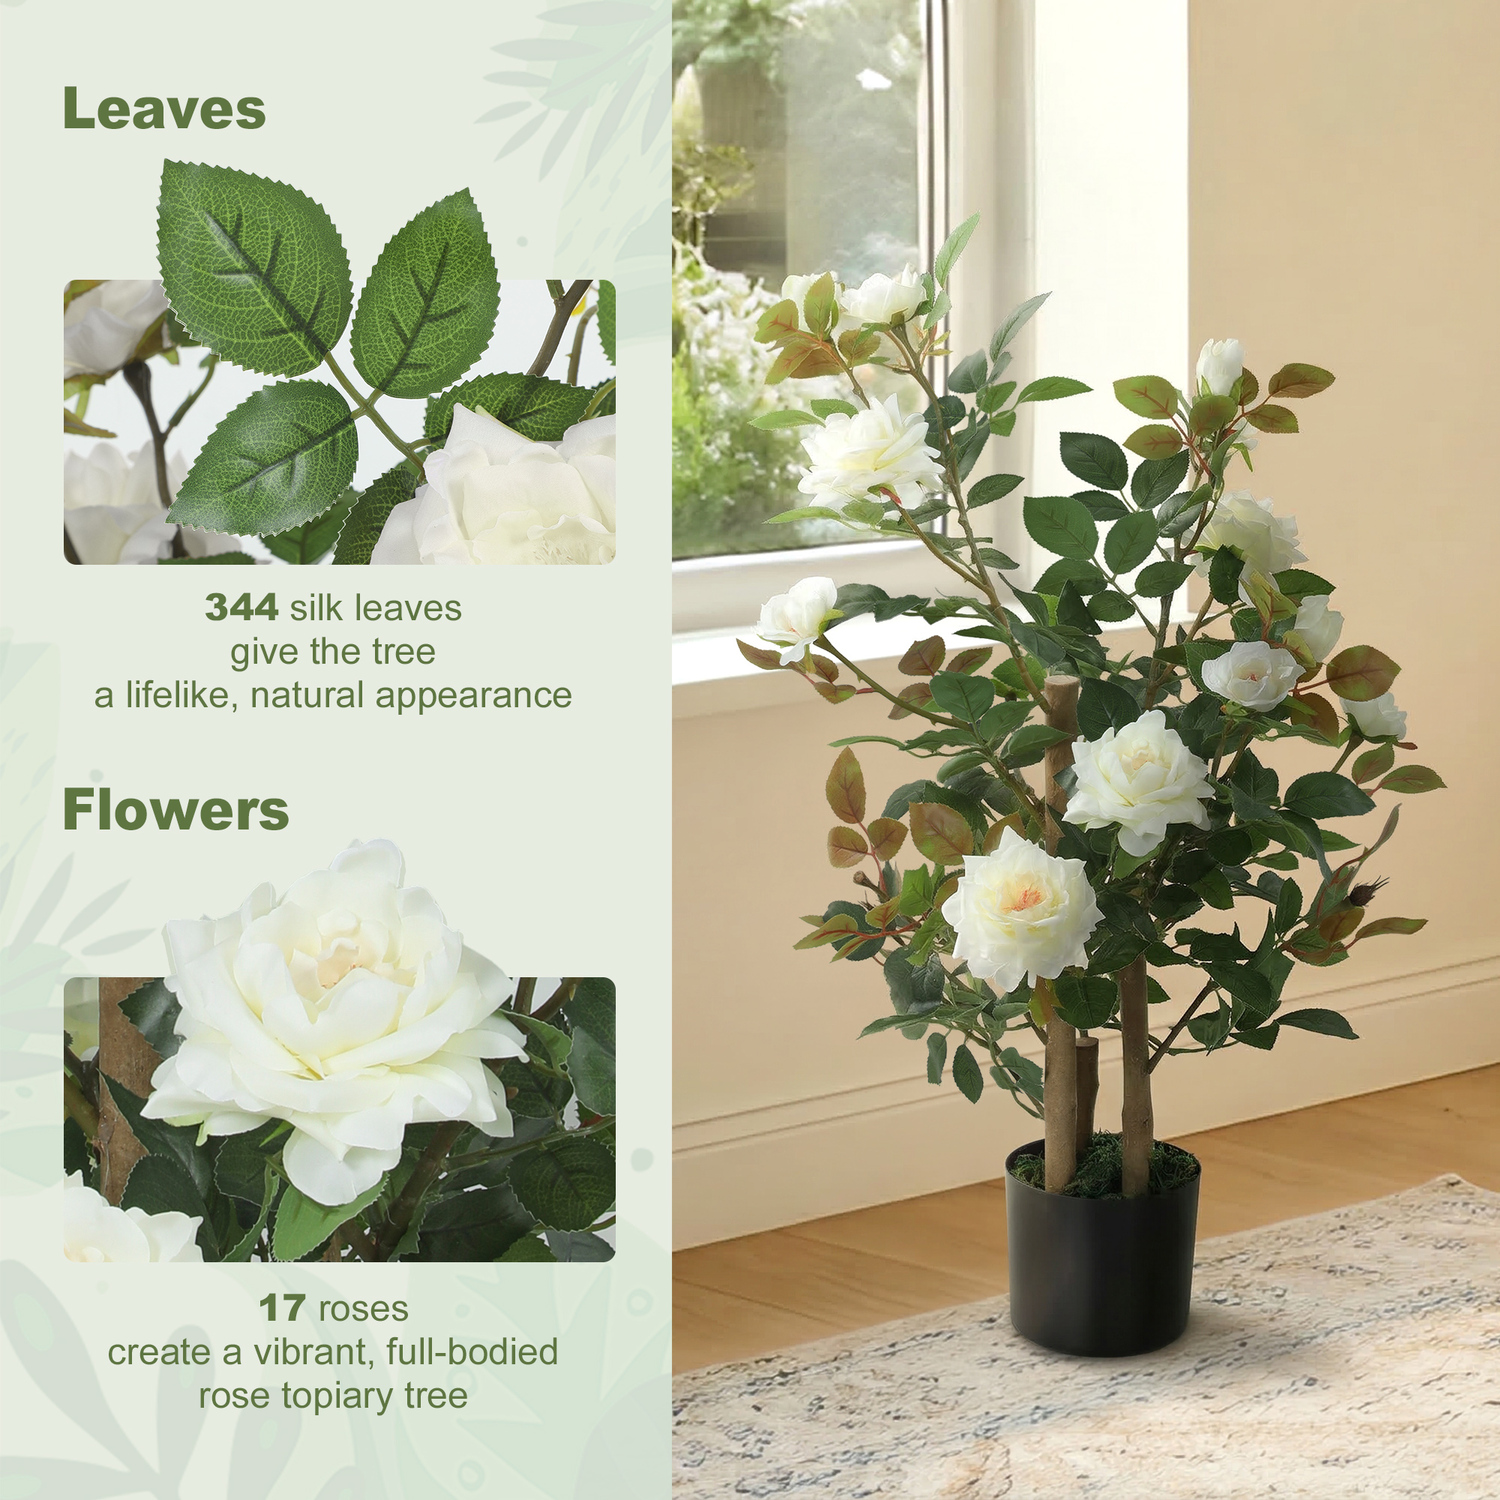 Leaves
344 silk leaves
give the tree
a lifelike, natural appearance
Flowers
17 roses
create a vibrant, full-bodied
rose topiary tree